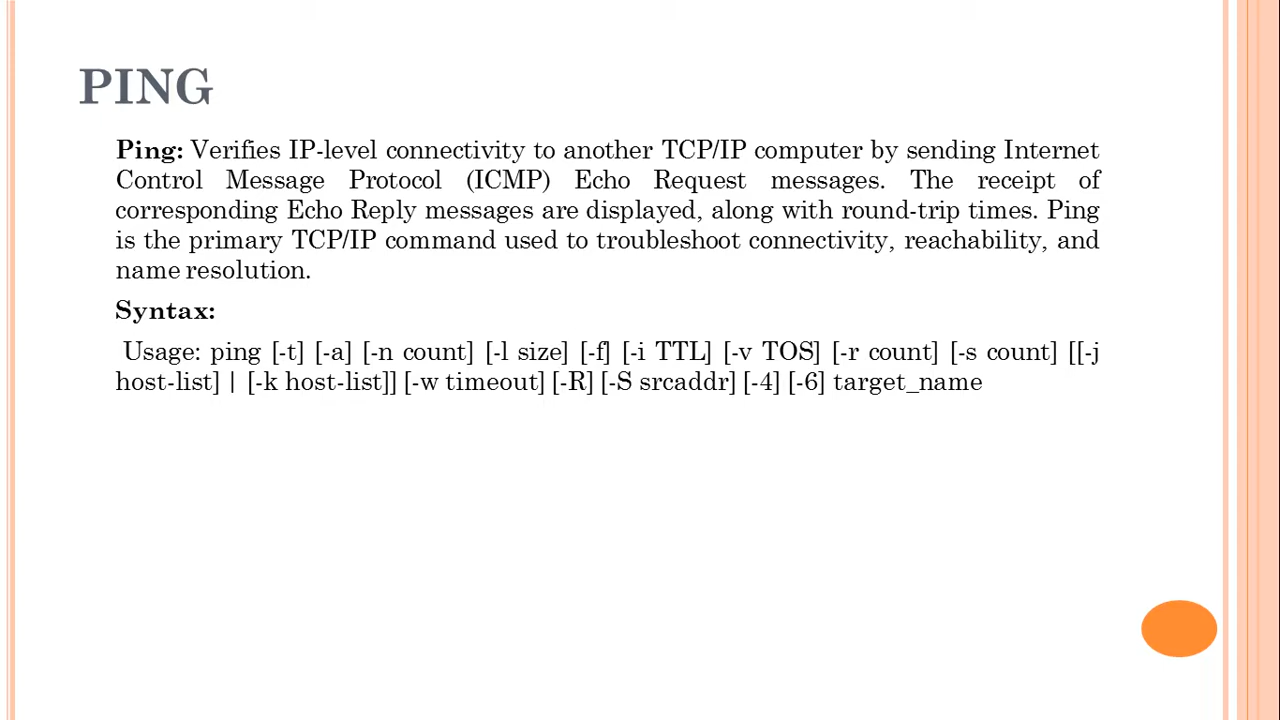 PING
Ping: Verifies IP-level connectivity to another TCP/IP computer by sending Internet
Control Message Protocol (ICMP) Echo Request messages. The receipt of
corresponding Echo Reply messages are displayed, along with round-trip times. Ping
is the primary TCP/IP command used to troubleshoot connectivity, reachability, and
name resolution.
Syntax:
Usage: ping [-t] [-a] [-n count] [-l size] [-f] [-i TTL] [-v TOS] [-r count] [-s count] [[-j
host-list] | [-k host-list]] [-w timeout] [-R] [-S srcaddr] [-4] [-6] target_name